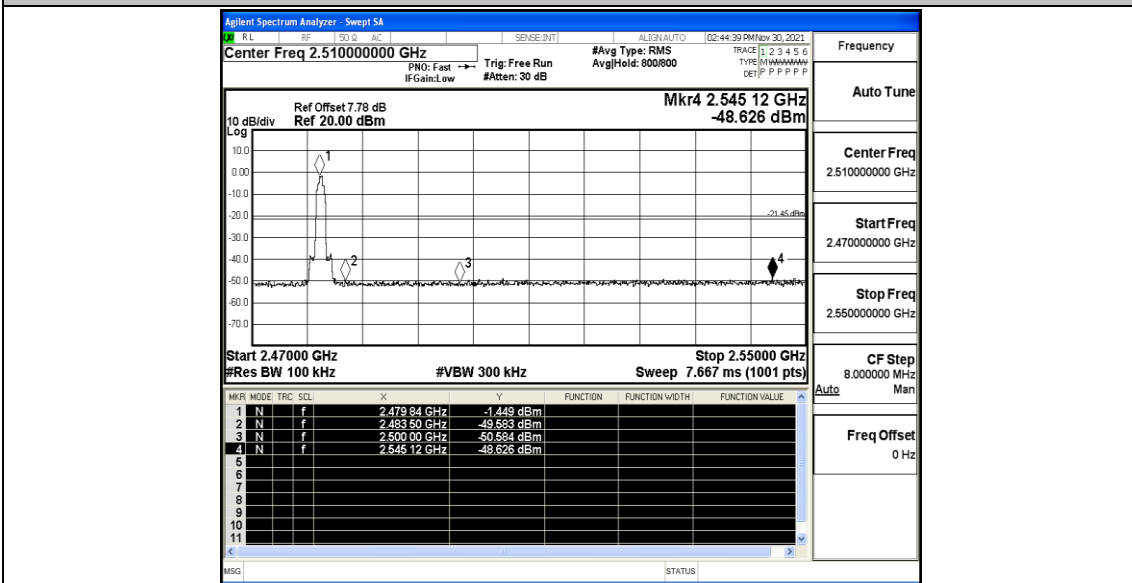 Agilent Spectrum Analyzer - Swept SA
RL RF 50 Ω AC SENSE:INT ALIGNAUTO 02:44:39 PM Nov 30, 2021
Center Freq 2.510000000 GHz
PNO: Fast
IFGain:Low
Trig: Free Run
#Atten: 30 dB
#Avg Type: RMS
Avg|Hold: 800/800
TRACE 1 2 3 4 5 6
TYPE M WWWWW
DET P P P P P P
Frequency
Auto Tune
Center Freq
2.510000000 GHz
Start Freq
2.470000000 GHz
Stop Freq
2.550000000 GHz
CF Step
8.000000 MHz
Auto Man
Freq Offset
0 Hz
Mkr4 2.545 12 GHz
-48.626 dBm
Ref Offset 7.78 dB
10 dB/div Ref 20.00 dBm
Log
10.0
0.00
-10.0
-20.0
-30.0
-40.0
-50.0
-60.0
-70.0
1
2
3
4
-21.45 dBm
Start 2.47000 GHz Stop 2.55000 GHz
#Res BW 100 kHz #VBW 300 kHz Sweep 7.667 ms (1001 pts)
MKR MODE TRC SCL X Y FUNCTION FUNCTION WIDTH FUNCTION VALUE
1 N f 2.479 84 GHz -1.449 dBm
2 N f 2.483 50 GHz -49.583 dBm
3 N f 2.500 00 GHz -50.584 dBm
4 N f 2.545 12 GHz -48.626 dBm
5
6
7
8
9
10
11
MSG STATUS